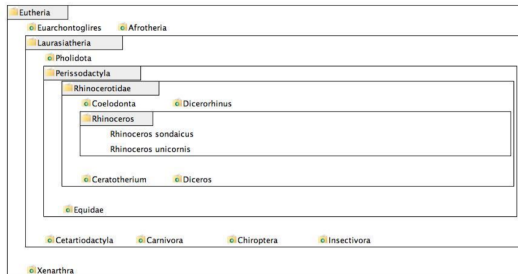 Eutheria
Euarchontoglires Afrotheria
Laurasiatheria
Pholidota
Perissodactyla
Rhinocerotidae
Coelodonta Dicerorhinus
Rhinoceros
Rhinoceros sondaicus
Rhinoceros unicornis
Ceratotherium Diceros
Equidae
Cetartiodactyla Carnivora Chiroptera Insectivora
Xenarthra